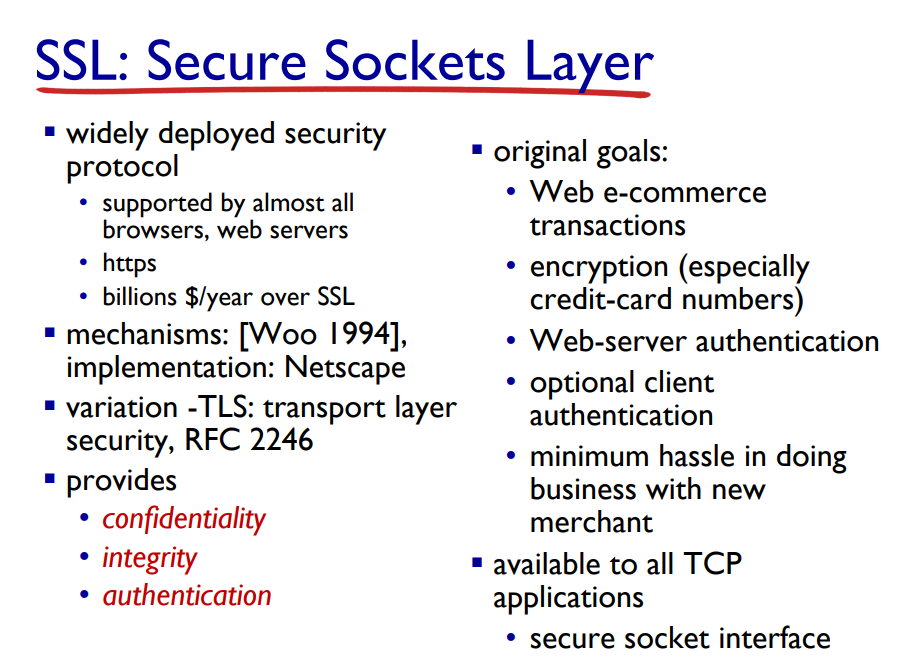 SSL: Secure Sockets Layer
▪ widely deployed security
protocol
• supported by almost all
browsers, web servers
• https
• billions $/year over SSL
▪ mechanisms: [Woo 1994],
implementation: Netscape
▪ variation -TLS: transport layer
security, RFC 2246
▪ provides
• confidentiality
• integrity
• authentication
▪ original goals:
• Web e-commerce
transactions
• encryption (especially
credit-card numbers)
• Web-server authentication
• optional client
authentication
• minimum hassle in doing
business with new
merchant
▪ available to all TCP
applications
• secure socket interface